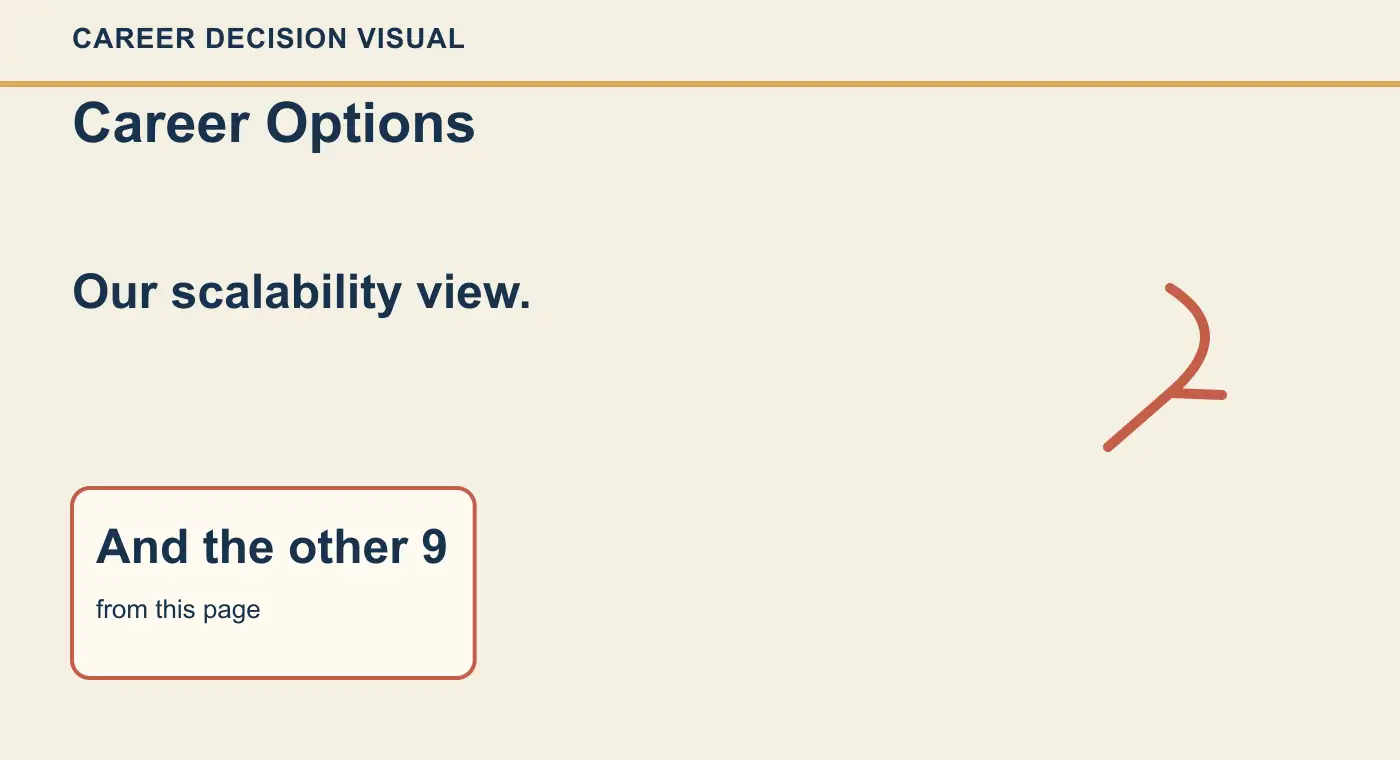 CAREER DECISION VISUAL
Career Options
Our scalability view.
And the other 9
from this page